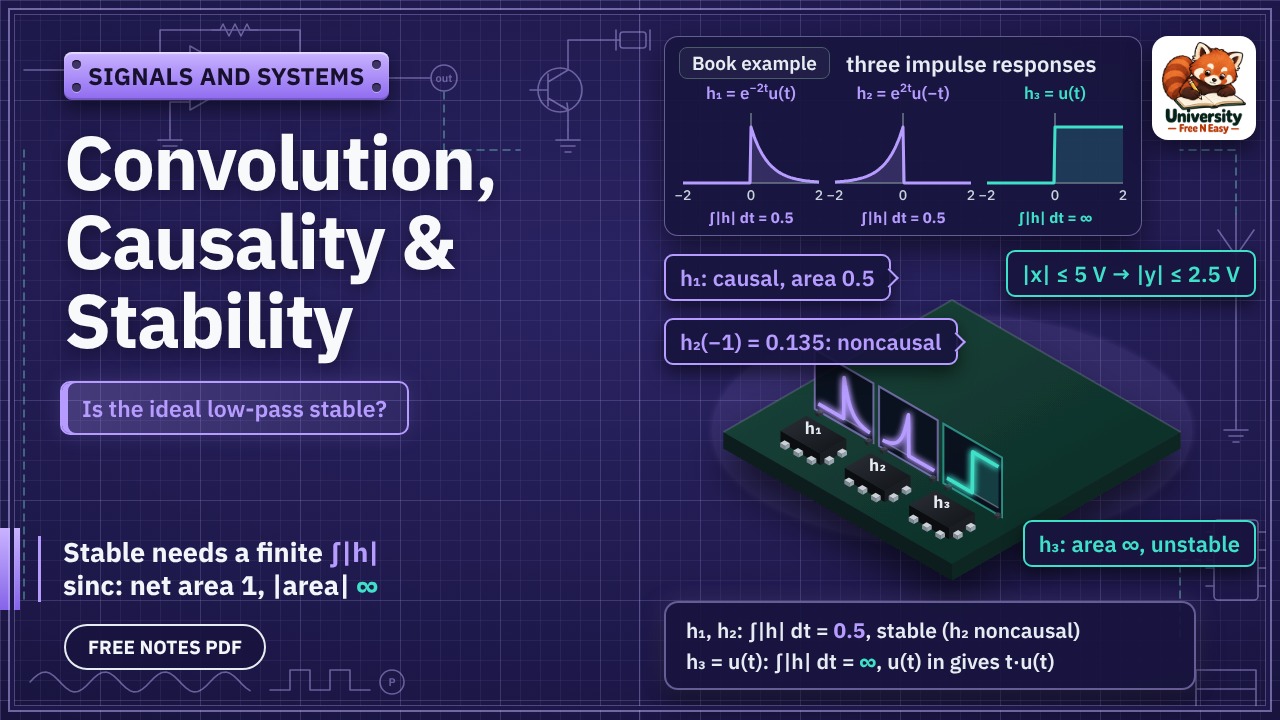 SIGNALS AND SYSTEMS
out
Convolution,
Causality &
Stability
Is the ideal low-pass stable?
Stable needs a finite ∫|h|
sinc: net area 1, |area| ∞
FREE NOTES PDF
P
Book example three impulse responses
h₁ = e⁻²ᵗu(t) h₂ = e²ᵗu(−t) h₃ = u(t)
−2 0 2 −2 0 2 −2 0 2
∫|h| dt = 0.5 ∫|h| dt = 0.5 ∫|h| dt = ∞
University
Free N Easy
h₁: causal, area 0.5
|x| ≤ 5 V → |y| ≤ 2.5 V
h₂(−1) = 0.135: noncausal
h₁
h₂
h₃
h₃: area ∞, unstable
h₁, h₂: ∫|h| dt = 0.5, stable (h₂ noncausal)
h₃ = u(t): ∫|h| dt = ∞, u(t) in gives t·u(t)